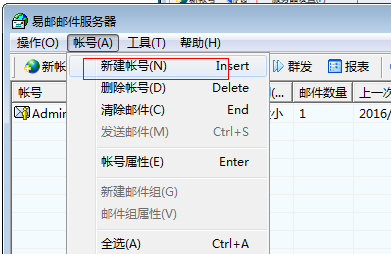 易邮邮件服务器
操作(O) 帐号(A) 工具(T) 帮助(H)
新建帐号(N) Insert
新帐 群发 报表
删除帐号(D) Delete
帐号 邮件数量 上一次
清除邮件(C) End
Admin 小 1 2016/
发送邮件(M) Ctrl+S
帐号属性(E) Enter
新建邮件组(G)
邮件组属性(V)
全选(A) Ctrl+A